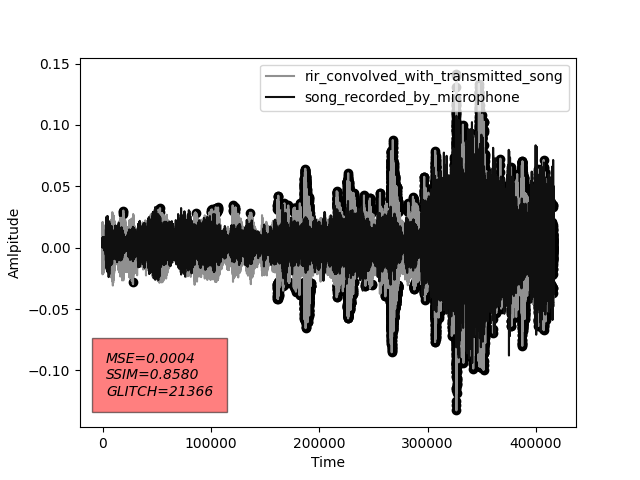 rir_convolved_with_transmitted_song
song_recorded_by_microphone
0.15
0.10
0.05
0.00
−0.05
−0.10
Amlpitude
MSE=0.0004
SSIM=0.8580
GLITCH=21366
0 100000 200000 300000 400000
Time